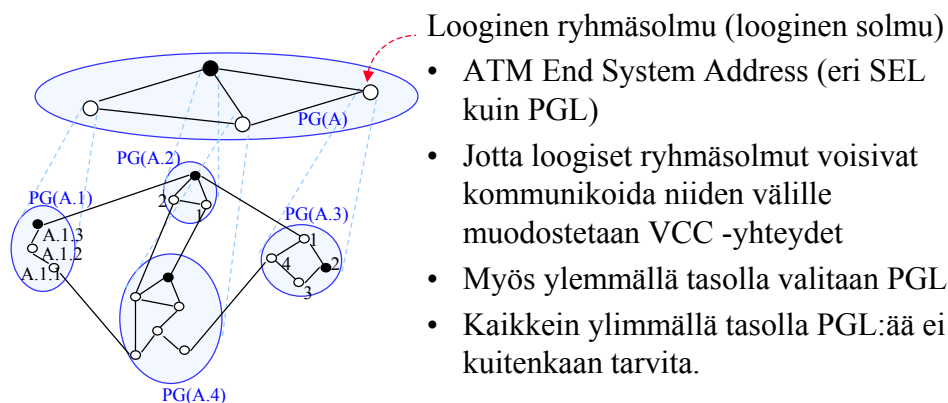 Looginen ryhmäsolmu (looginen solmu)
• ATM End System Address (eri SEL
kuin PGL)
• Jotta loogiset ryhmäsolmut voisivat
kommunikoida niiden välille
muodostetaan VCC -yhteydet
• Myös ylemmällä tasolla valitaan PGL
• Kaikkein ylimmällä tasolla PGL:ää ei
kuitenkaan tarvita.
PG(A)
PG(A.2)
2
1
PG(A.1)
A.1.3
A.1.2
A.1.1
PG(A.3)
1
4
2
3
PG(A.4)